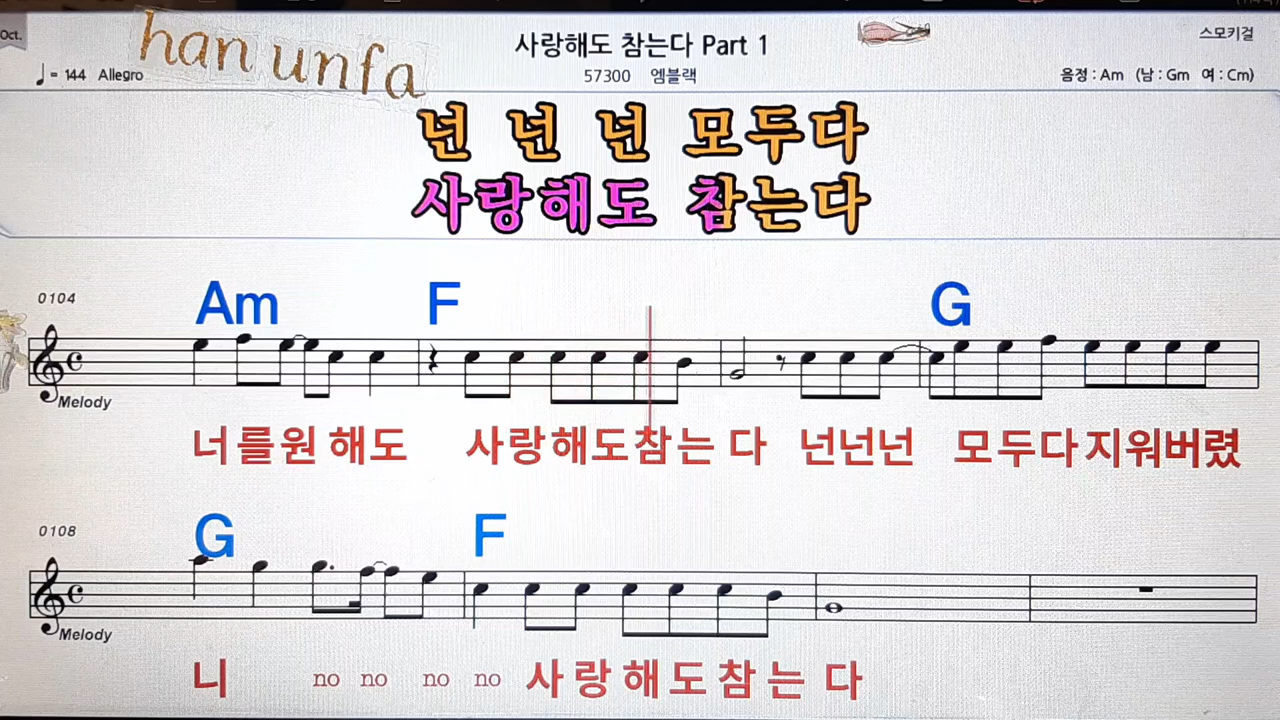 Oct.
han unfa
사랑해도 참는다 Part 1
스모키걸
♩= 144 Allegro
57300 엠블랙
음정 : Am (남 : Gm 여 : Cm)
넌 넌 넌 모두다
사랑해도 참는다
0104
Am F G
Melody
너를원 해도 사랑해도참는 다 넌넌넌 모두다지워버렸
0108
G F
Melody
니 no no no no 사랑해도참는 다